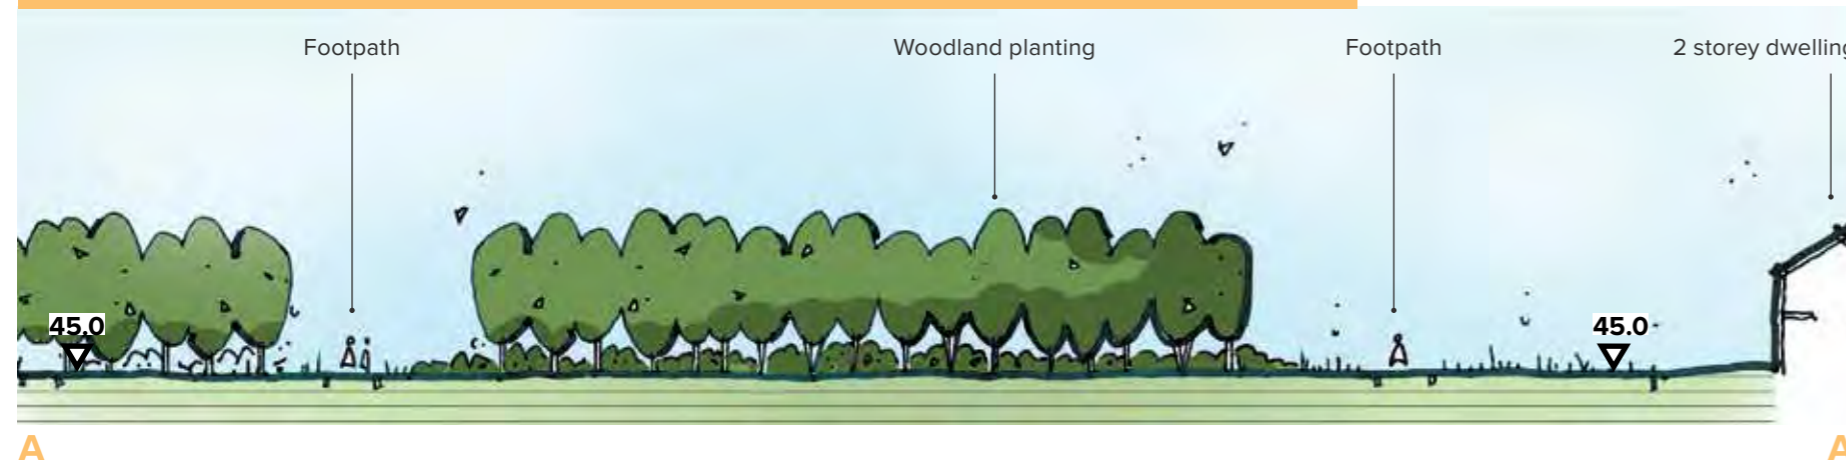 Footpath
Woodland planting
Footpath
2 storey dwelling
45.0
45.0
A
A